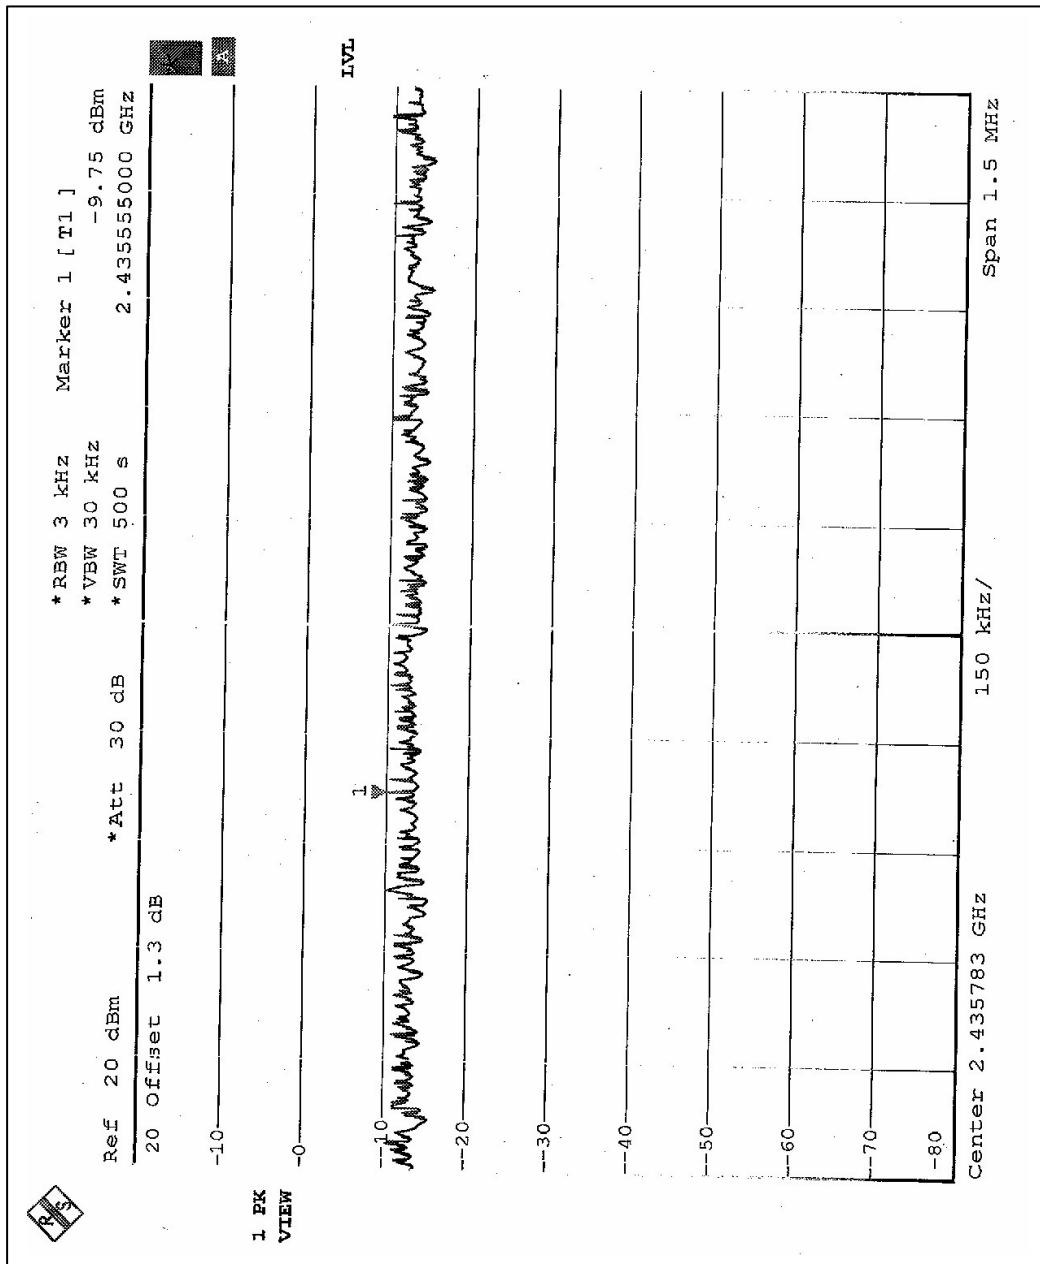 R S
*RBW 3 kHz Marker 1 [T1 ]
*VBW 30 kHz -9.75 dBm
Ref 20 dBm *Att 30 dB *SWT 500 s 2.435555000 GHz
20 Offset 1.3 dB
A
-10
1 PK
VIEW
-0
LVL
1
--10
--20
--30
--40
--50
--60
--70
-80
Center 2.435783 GHz 150 kHz/ Span 1.5 MHz